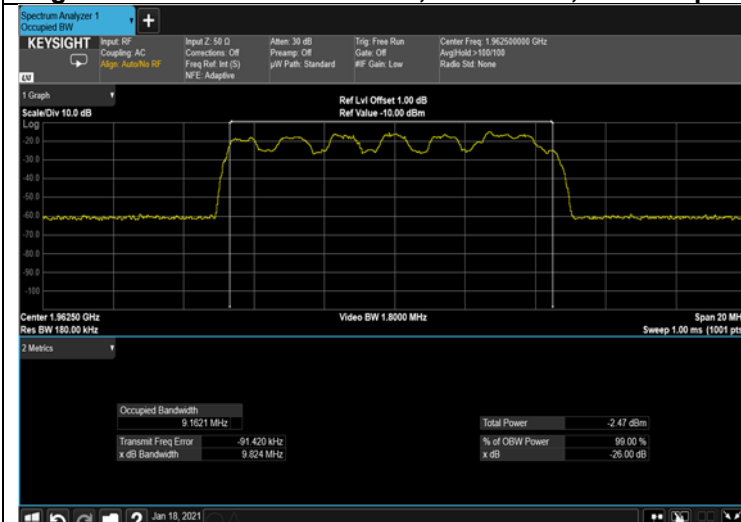 Spectrum Analyzer 1
Occupied BW
+
KEYSIGHT
Input: RF
Coupling: AC
Align: Auto/No RF
Input Z: 50 Ω
Corrections: Off
Freq Ref: Int (S)
NFE: Adaptive
Atten: 30 dB
Preamp: Off
µW Path: Standard
Trig: Free Run
Gate: Off
#IF Gain: Low
Center Freq: 1.962500000 GHz
Avg|Hold >100/100
Radio Std: None
1 Graph
Scale/Div 10.0 dB
Ref Lvl Offset 1.00 dB
Ref Value -10.00 dBm
Log
-20.0
-30.0
-40.0
-50.0
-60.0
-70.0
-80.0
-90.0
-100
Center 1.96250 GHz
Video BW 1.8000 MHz
Span 20 MH
Res BW 180.00 kHz
Sweep 1.00 ms (1001 pts
2 Metrics
Occupied Bandwidth
9.1621 MHz
Total Power -2.47 dBm
Transmit Freq Error -91.420 kHz
% of OBW Power 99.00 %
x dB Bandwidth 9.824 MHz
x dB -26.00 dB
Jan 18, 2021